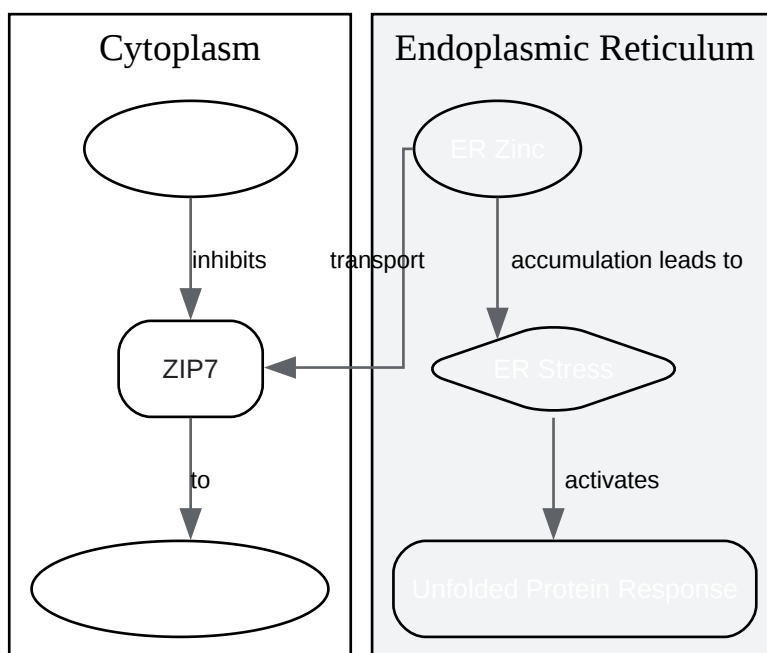 Cytoplasm
Endoplasmic Reticulum
ER Zinc
inhibits
transport
accumulation leads to
ZIP7
ER Stress
to
activates
Unfolded Protein Response